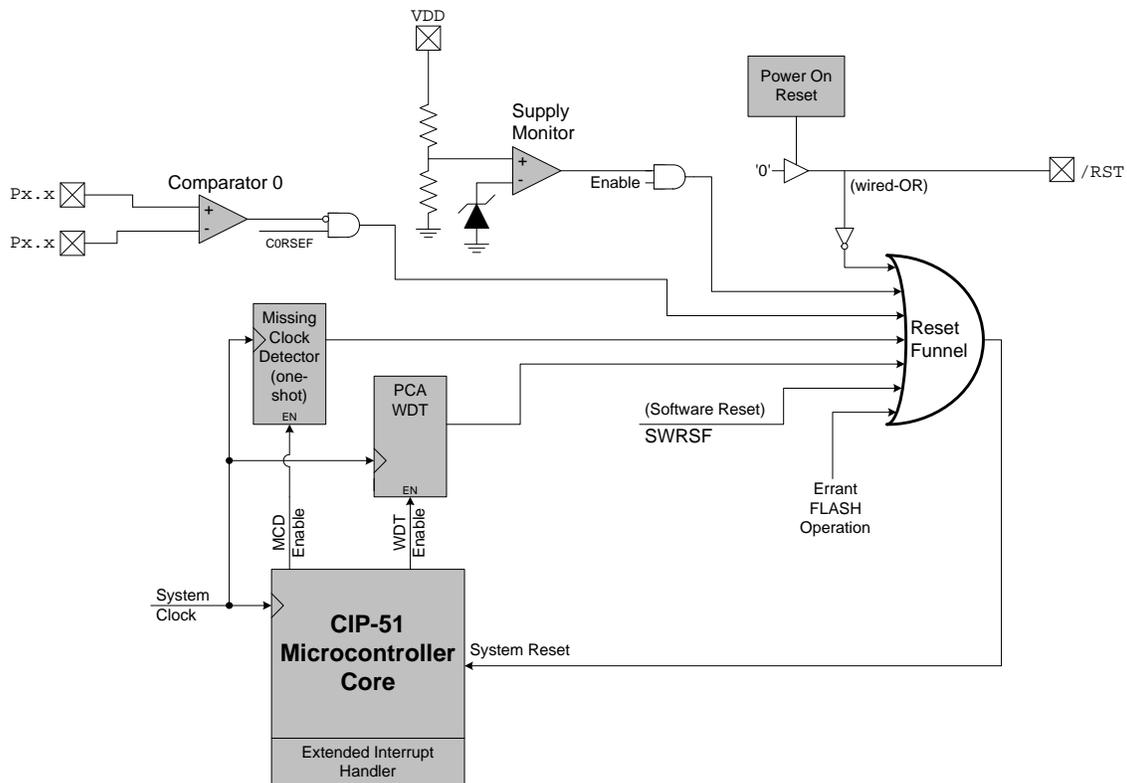 VDD
Power On
Reset
Supply
Monitor
+
-
Enable
'0'
/RST
(wired-OR)
Comparator 0
Px.x
Px.x
+
-
C0RSEF
Missing
Clock
Detector
(one-
shot)
EN
PCA
WDT
EN
Reset
Funnel
(Software Reset)
SWRSF
Errant
FLASH
Operation
MCD
Enable
WDT
Enable
System
Clock
CIP-51
Microcontroller
Core
System Reset
Extended Interrupt
Handler